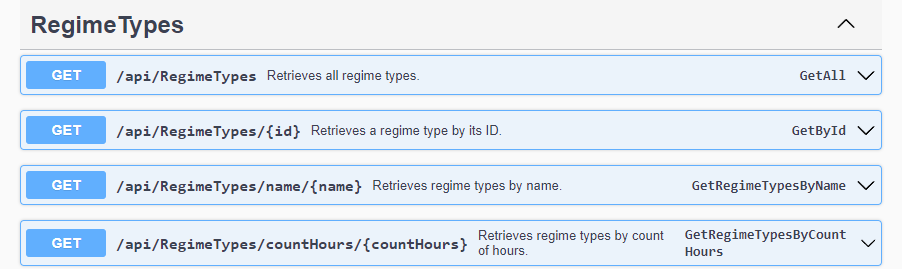 RegimeTypes
GET /api/RegimeTypes Retrieves all regime types. GetAll
GET /api/RegimeTypes/{id} Retrieves a regime type by its ID. GetById
GET /api/RegimeTypes/name/{name} Retrieves regime types by name. GetRegimeTypesByName
GET /api/RegimeTypes/countHours/{countHours} Retrieves regime types by count GetRegimeTypesByCount
of hours. Hours